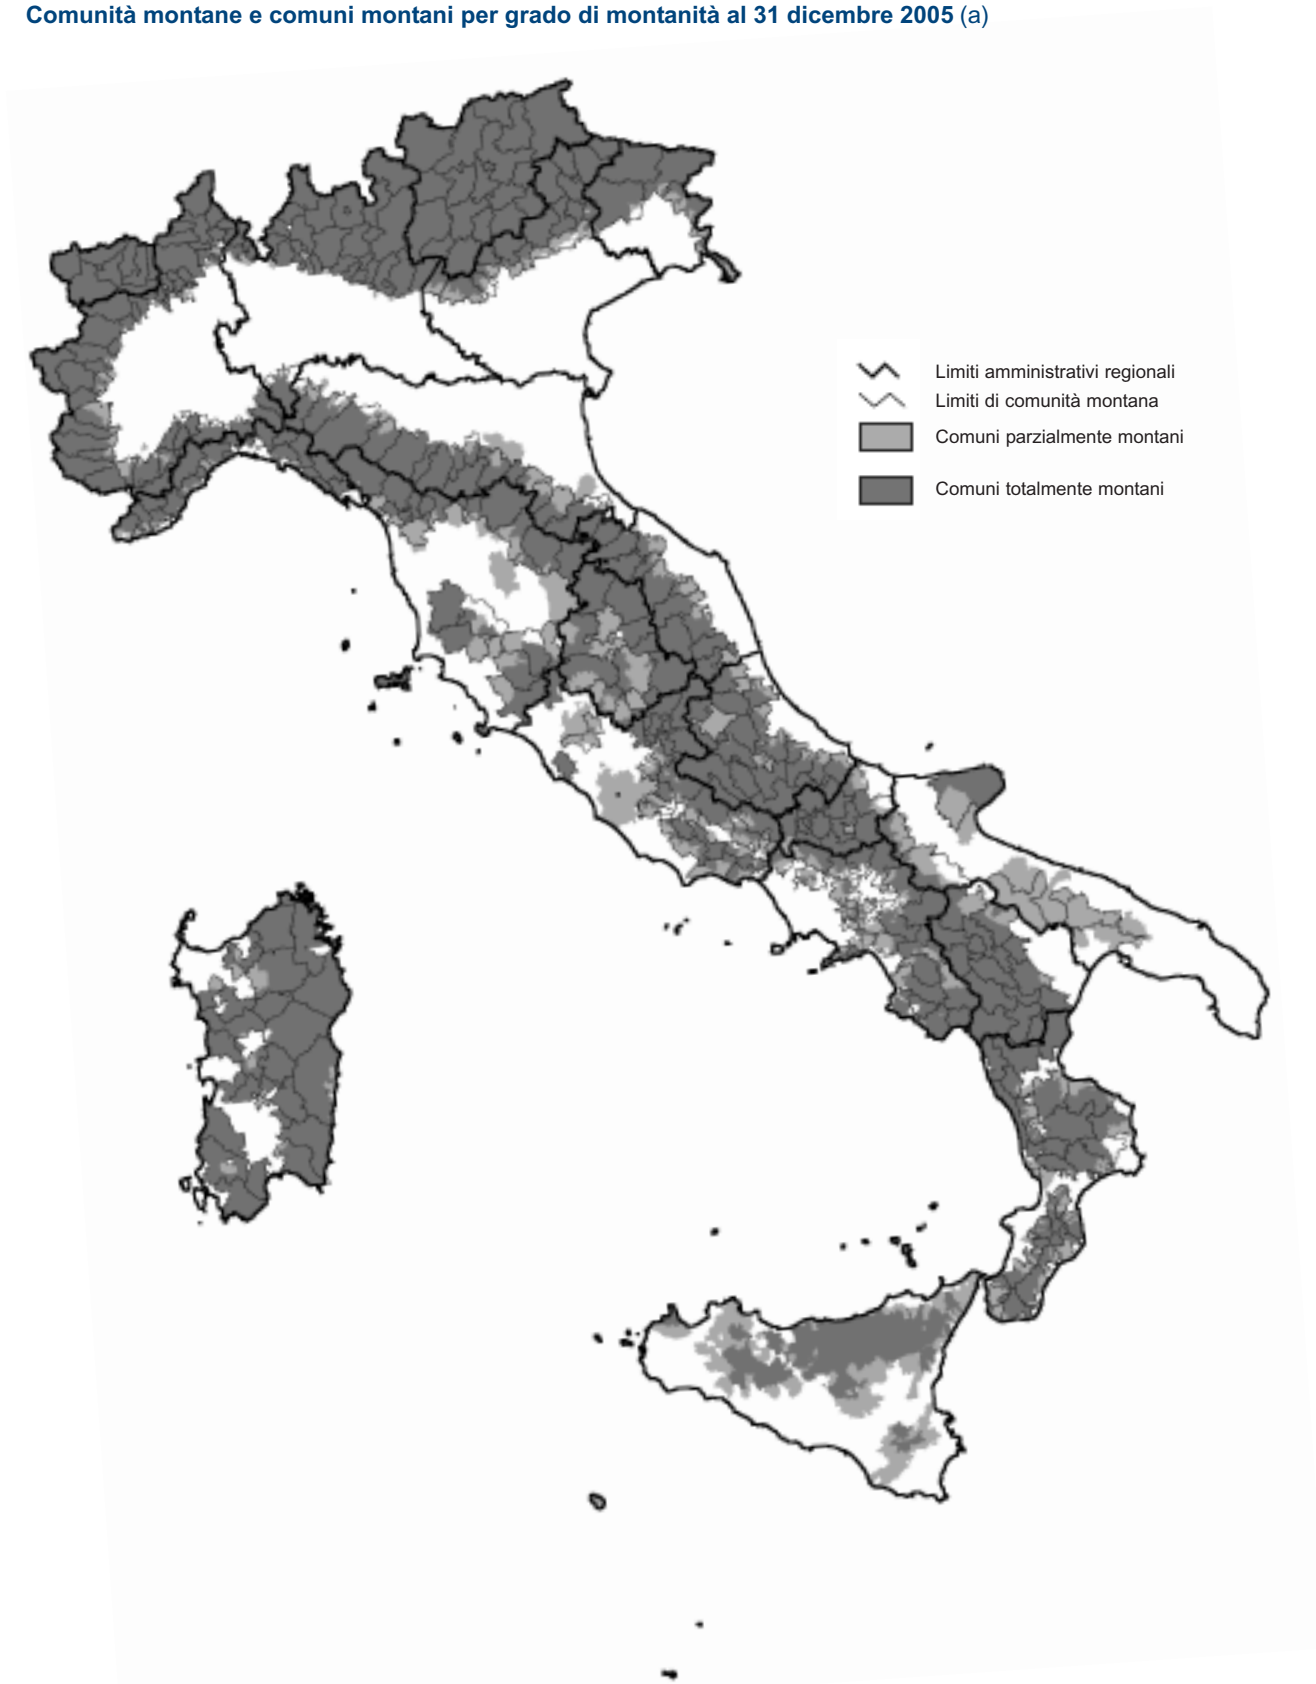 Comunità montane e comuni montani per grado di montanità al 31 dicembre 2005 (a)
Limiti amministrativi regionali
Limiti di comunità montana
Comuni parzialmente montani
Comuni totalmente montani